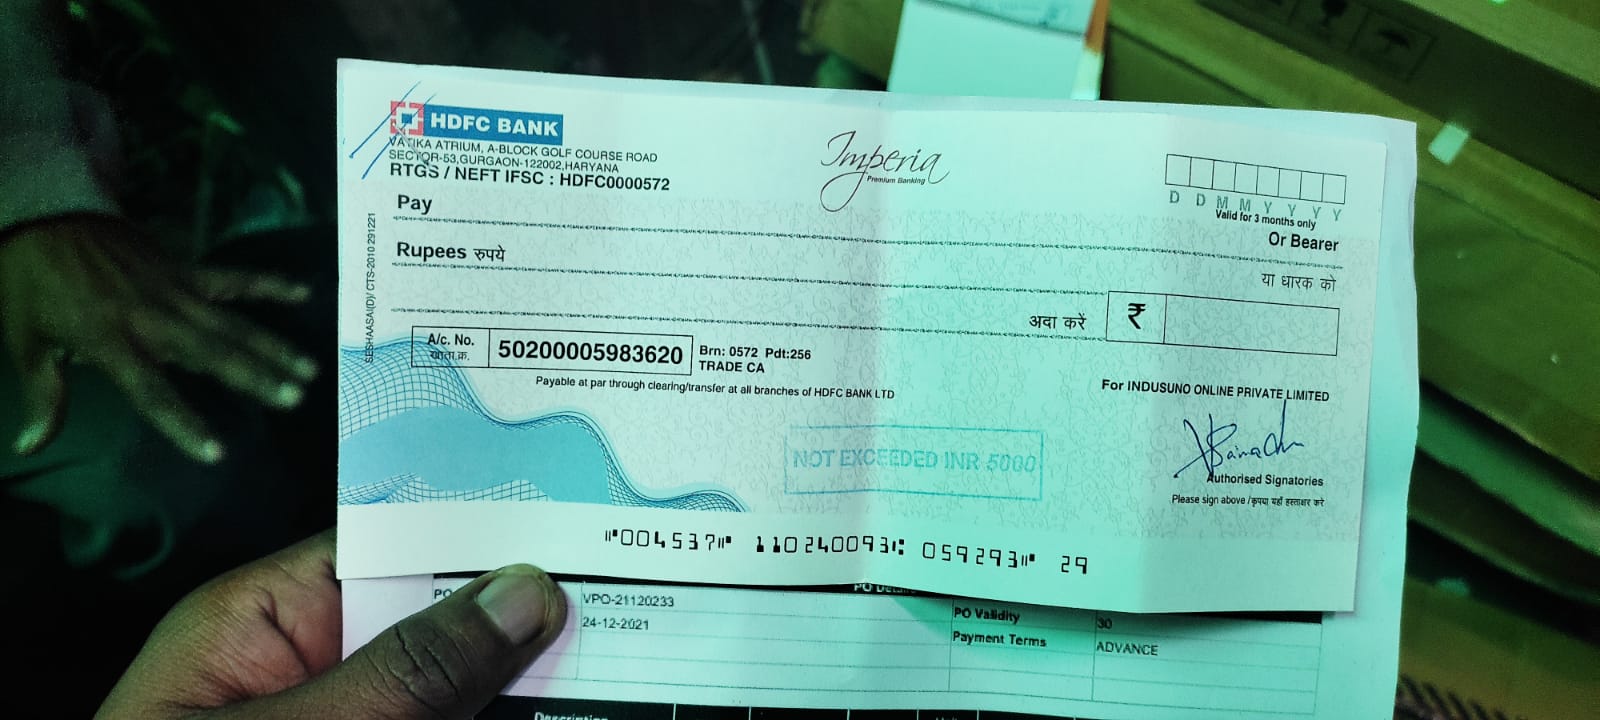 HDFC BANK
VATIKA ATRIUM, A-BLOCK GOLF COURSE ROAD
SECTOR-53,GURGAON-122002,HARYANA
RTGS / NEFT IFSC : HDFC0000572
Imperia
Premium Banking
D D M M Y Y Y Y
Valid for 3 months only
Pay
Or Bearer
या धारक को
Rupees रुपये
अदा करें ₹
SESHAASAI(D)/ CTS-2010 291221
A/c. No.
खाता.क्र.
50200005983620
Brn: 0572 Pdt:256
TRADE CA
Payable at par through clearing/transfer at all branches of HDFC BANK LTD
For INDUSUNO ONLINE PRIVATE LIMITED
NOT EXCEEDED INR 5000
Authorised Signatories
Please sign above /कृपया यहाँ हस्ताक्षर करे
⑈004537⑈ 110240093⑆ 059293⑈ 29
PO
VPO-21120233
PO Validity
30
24-12-2021
Payment Terms
ADVANCE